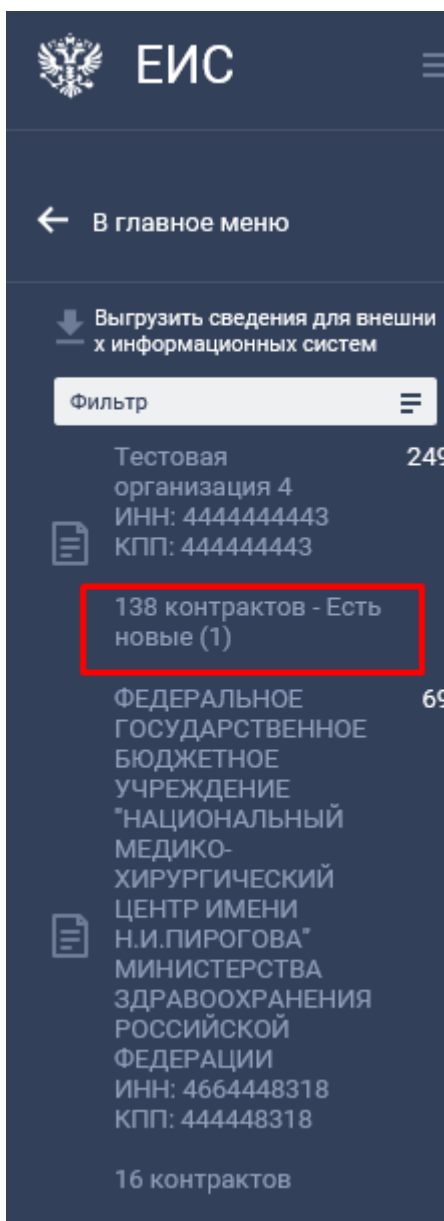 ЕИС
В главное меню
Выгрузить сведения для внешни
х информационных систем
Фильтр
Тестовая 249
организация 4
ИНН: 4444444443
КПП: 444444443
138 контрактов - Есть
новые (1)
ФЕДЕРАЛЬНОЕ 69
ГОСУДАРСТВЕННОЕ
БЮДЖЕТНОЕ
УЧРЕЖДЕНИЕ
"НАЦИОНАЛЬНЫЙ
МЕДИКО-
ХИРУРГИЧЕСКИЙ
ЦЕНТР ИМЕНИ
Н.И.ПИРОГОВА"
МИНИСТЕРСТВА
ЗДРАВООХРАНЕНИЯ
РОССИЙСКОЙ
ФЕДЕРАЦИИ
ИНН: 4664448318
КПП: 444448318
16 контрактов